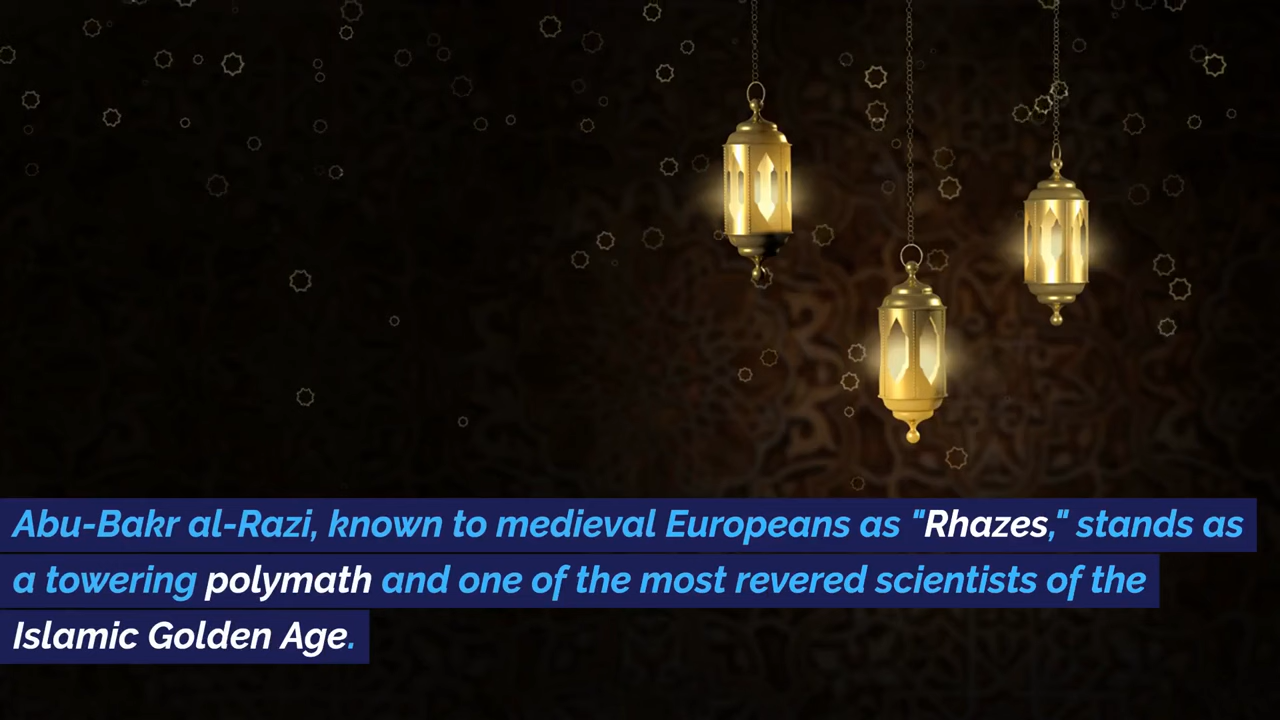 Abu-Bakr al-Razi, known to medieval Europeans as "Rhazes," stands as
a towering polymath and one of the most revered scientists of the
Islamic Golden Age.